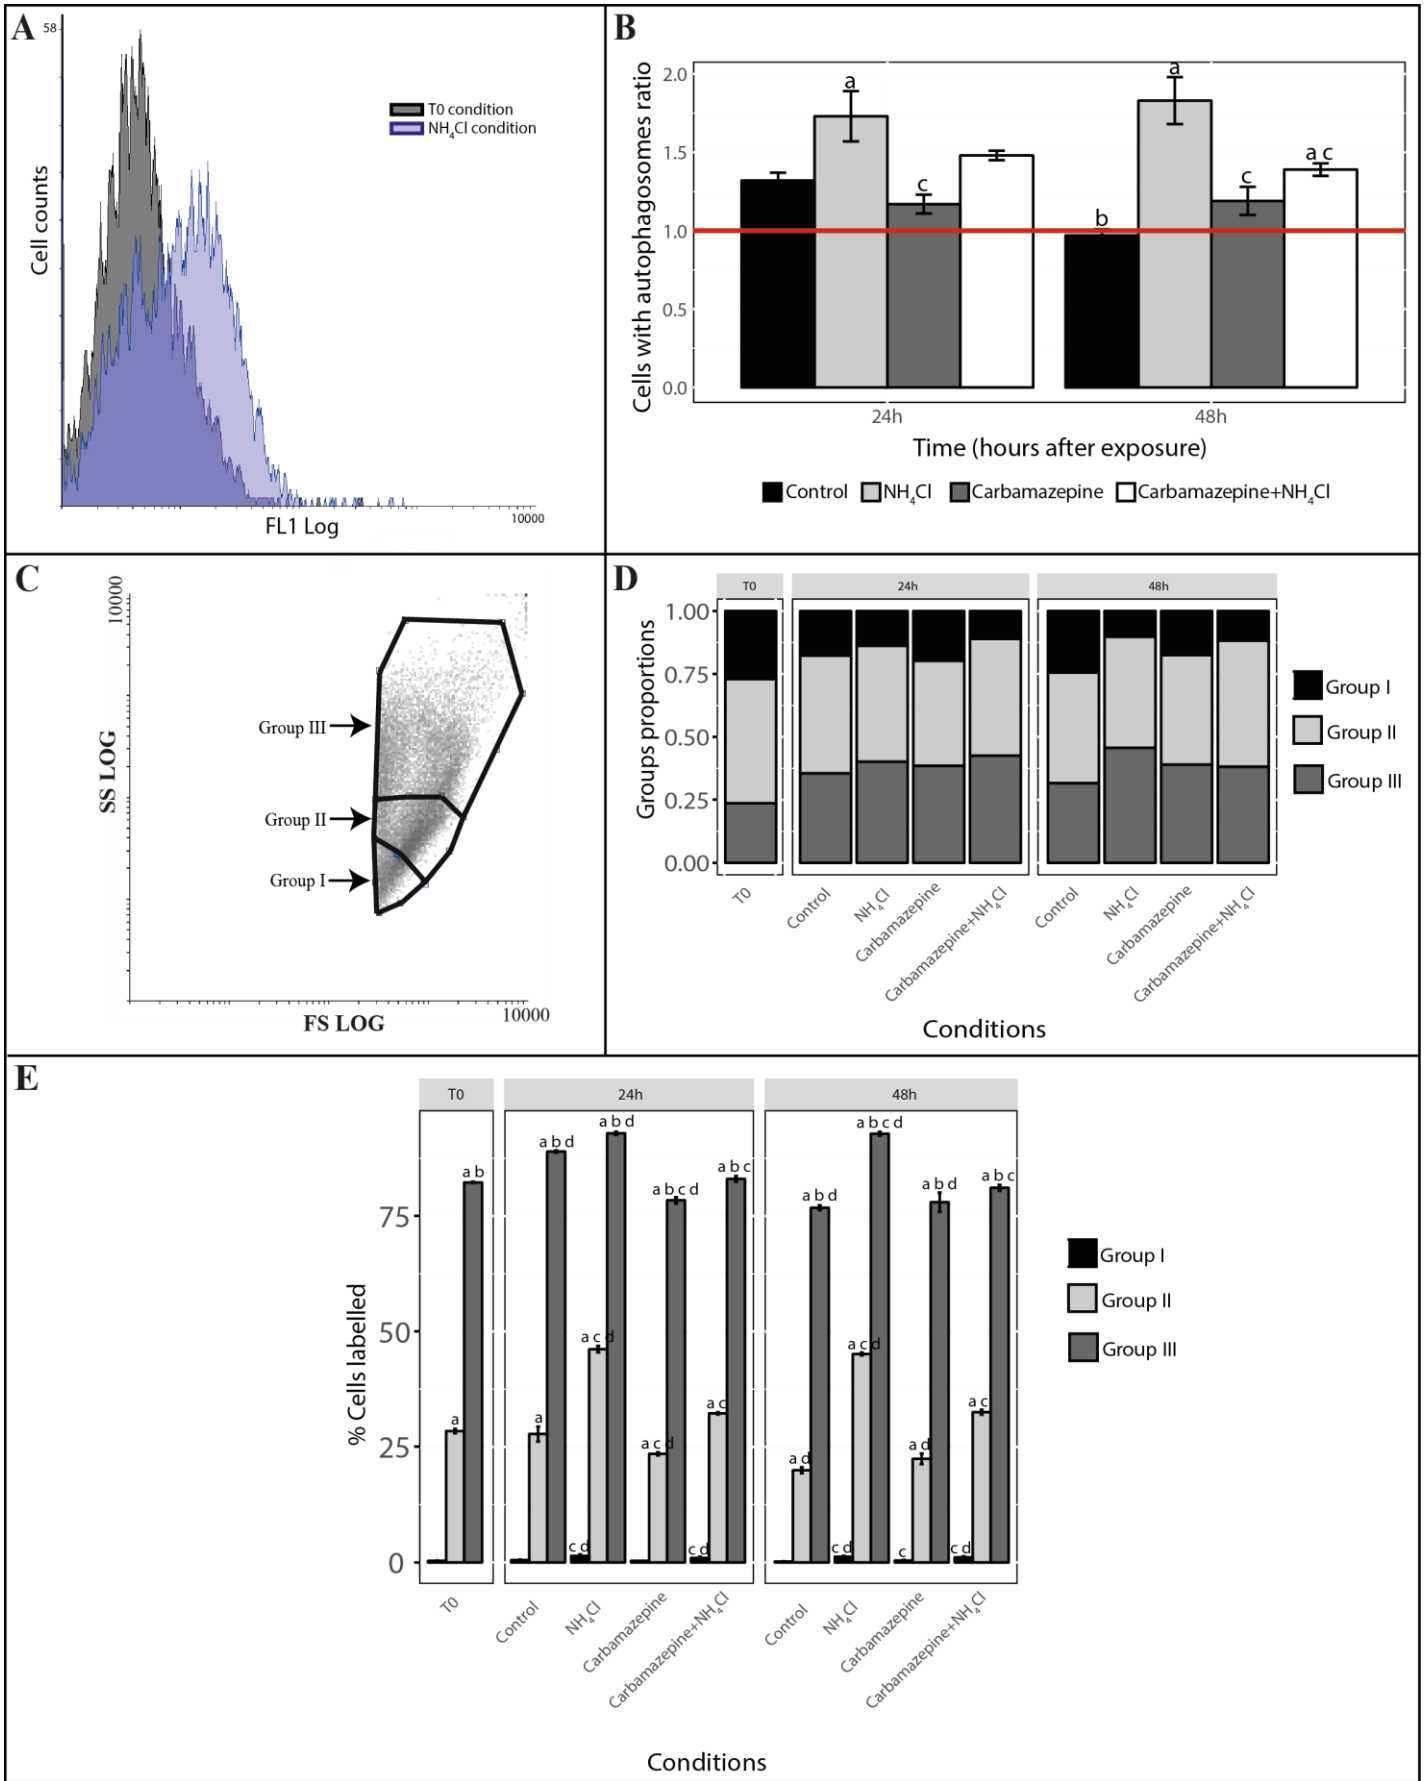 A
58
T0 condition
NH4Cl condition
Cell counts
FL1 Log
10000
B
Cells with autophagosomes ratio
2.0
1.5
1.0
0.5
0.0
a
c
b
a
c
a c
24h
48h
Time (hours after exposure)
Control
NH4Cl
Carbamazepine
Carbamazepine+NH4Cl
C
10000
SS LOG
Group III
Group II
Group I
FS LOG
10000
D
Groups proportions
T0
24h
48h
1.00
0.75
0.50
0.25
0.00
T0
Control
NH4Cl
Carbamazepine
Carbamazepine+NH4Cl
Control
NH4Cl
Carbamazepine
Carbamazepine+NH4Cl
Conditions
Group I
Group II
Group III
E
T0
24h
48h
% Cells labelled
75
50
25
0
a
a b
a
a b d
c d
a c d
a b d
a c d
a b c d
c d
a c
a b c
a d
a b d
c d
a c d
a b c d
c
a d
a b d
c d
a c
a b c
T0
Control
NH4Cl
Carbamazepine
Carbamazepine+NH4Cl
Control
NH4Cl
Carbamazepine
Carbamazepine+NH4Cl
Conditions
Group I
Group II
Group III